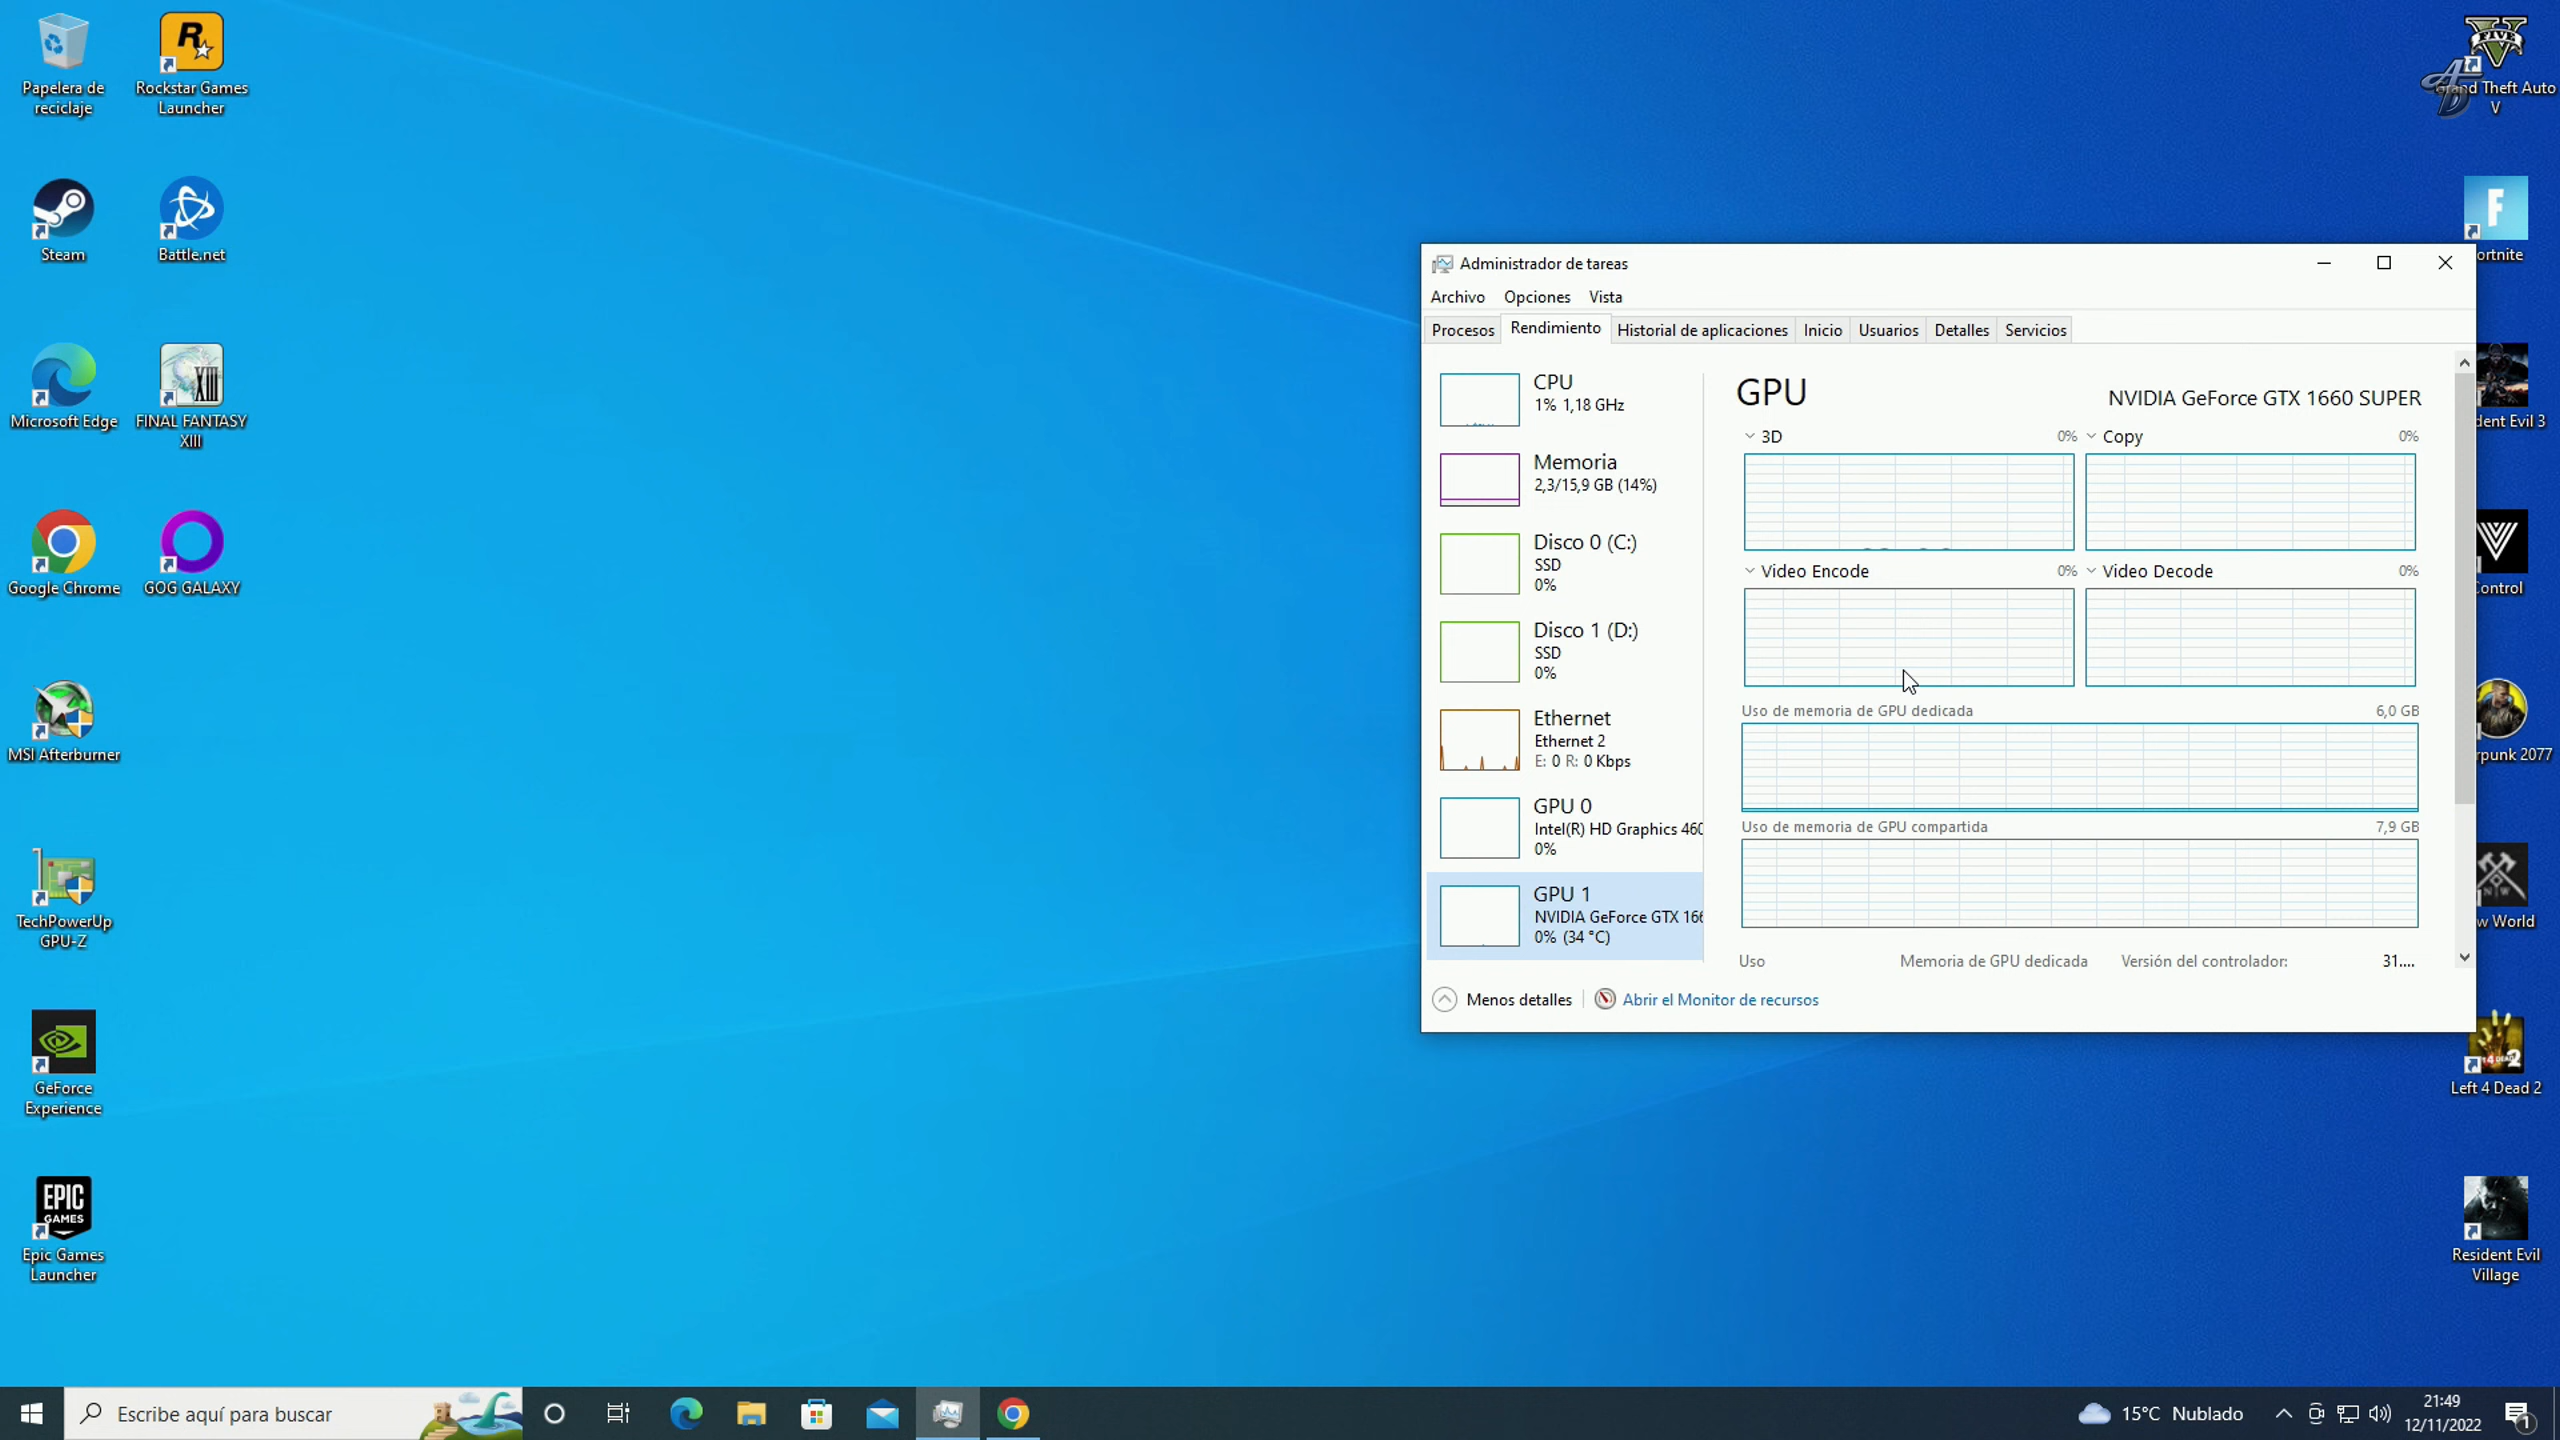 Papelera de
reciclaje
Rockstar Games
Launcher
Steam
Battle.net
Microsoft Edge
FINAL FANTASY
XIII
Google Chrome
GOG GALAXY
MSI Afterburner
TechPowerUp
GPU-Z
GeForce
Experience
EPIC
GAMES
Epic Games
Launcher
Administrador de tareas
Archivo Opciones Vista
Procesos Rendimiento Historial de aplicaciones Inicio Usuarios Detalles Servicios
CPU
1% 1,18 GHz
Memoria
2,3/15,9 GB (14%)
Disco 0 (C:)
SSD
0%
Disco 1 (D:)
SSD
0%
Ethernet
Ethernet 2
E: 0 R: 0 Kbps
GPU 0
Intel(R) HD Graphics 460
0%
GPU 1
NVIDIA GeForce GTX 166
0% (34 °C)
GPU NVIDIA GeForce GTX 1660 SUPER
3D 0% Copy 0%
Video Encode 0% Video Decode 0%
Uso de memoria de GPU dedicada 6,0 GB
Uso de memoria de GPU compartida 7,9 GB
Uso Memoria de GPU dedicada Versión del controlador: 31....
Menos detalles Abrir el Monitor de recursos
FIVE
AD
rand Theft Auto
V
F
ortnite
dent Evil 3
ontrol
rpunk 2077
NW
w World
Left 4 Dead 2
Resident Evil
Village
Escribe aquí para buscar
15°C Nublado
21:49
12/11/2022
1